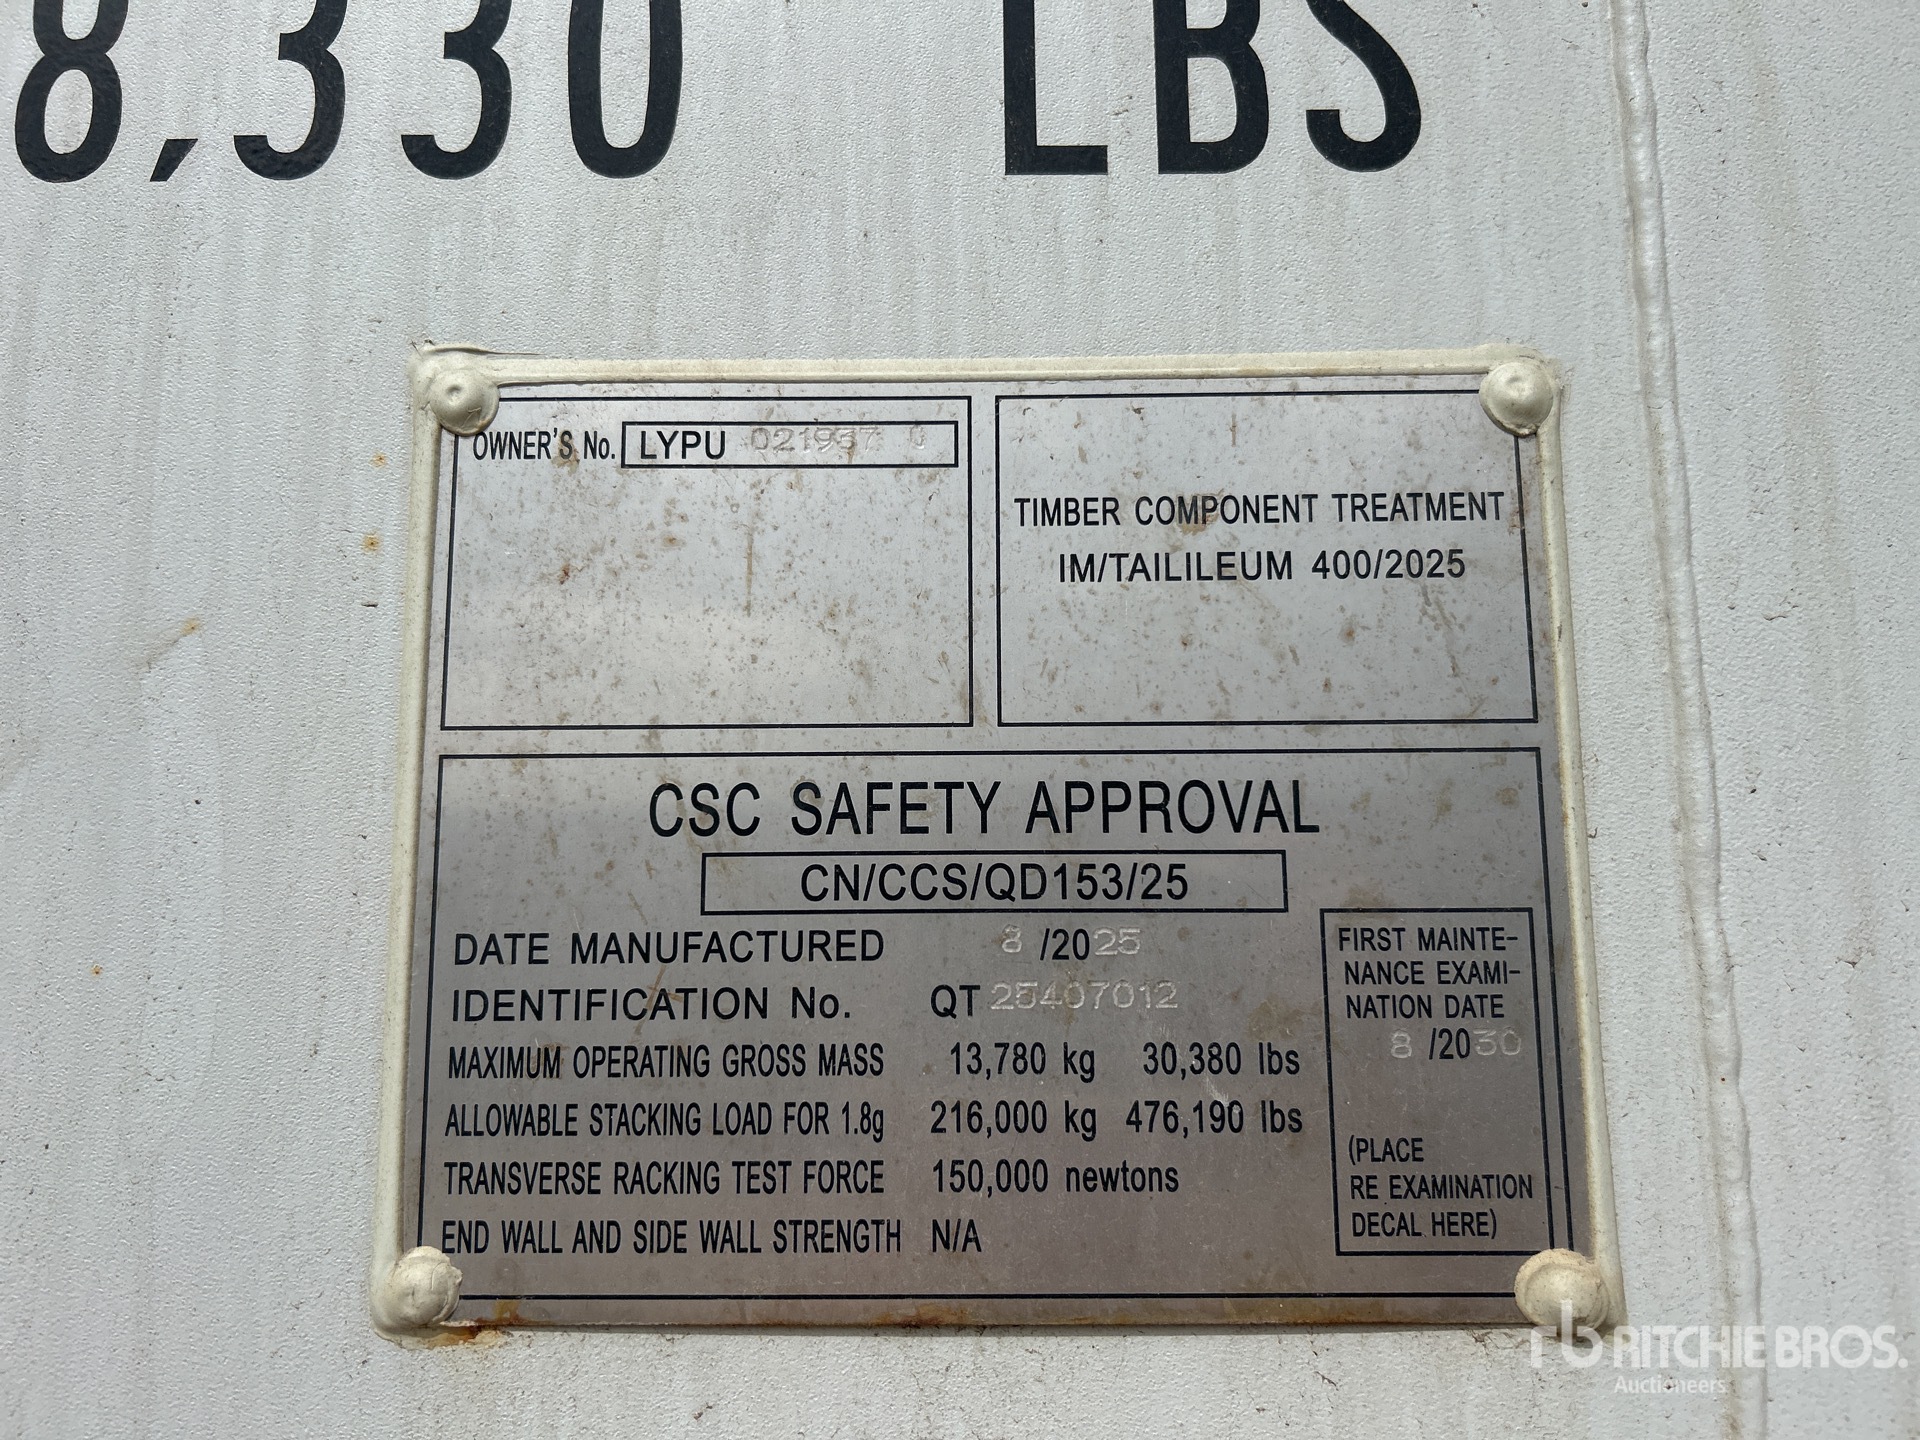 8,330 LBS
OWNER'S No. LYPU 021937 0
TIMBER COMPONENT TREATMENT
IM/TAILILEUM 400/2025
CSC SAFETY APPROVAL
CN/CCS/QD153/25
DATE MANUFACTURED 8 /2025
IDENTIFICATION No. QT 25407012
MAXIMUM OPERATING GROSS MASS 13,780 kg 30,380 lbs
ALLOWABLE STACKING LOAD FOR 1.8g 216,000 kg 476,190 lbs
TRANSVERSE RACKING TEST FORCE 150,000 newtons
END WALL AND SIDE WALL STRENGTH N/A
FIRST MAINTE-
NANCE EXAMI-
NATION DATE
8 /2030
(PLACE
RE EXAMINATION
DECAL HERE)
rb RITCHIE BROS.
Auctioneers